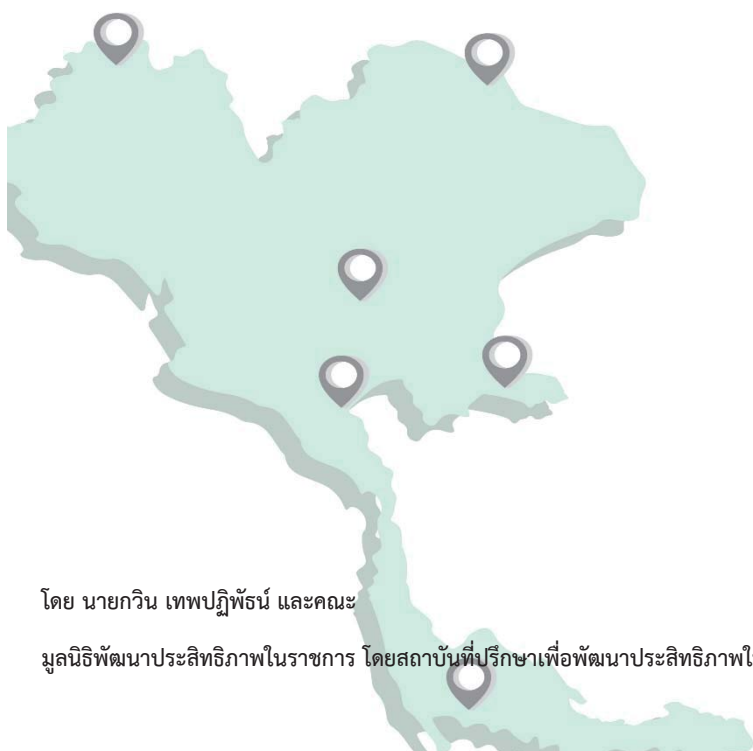 โดย นายกวิน เทพปฏิพัธน์ และคณะ
มูลนิธิพัฒนาประสิทธิภาพในราชการ โดยสถาบันที่ปรึกษาเพื่อพัฒนาประสิทธิภาพใ